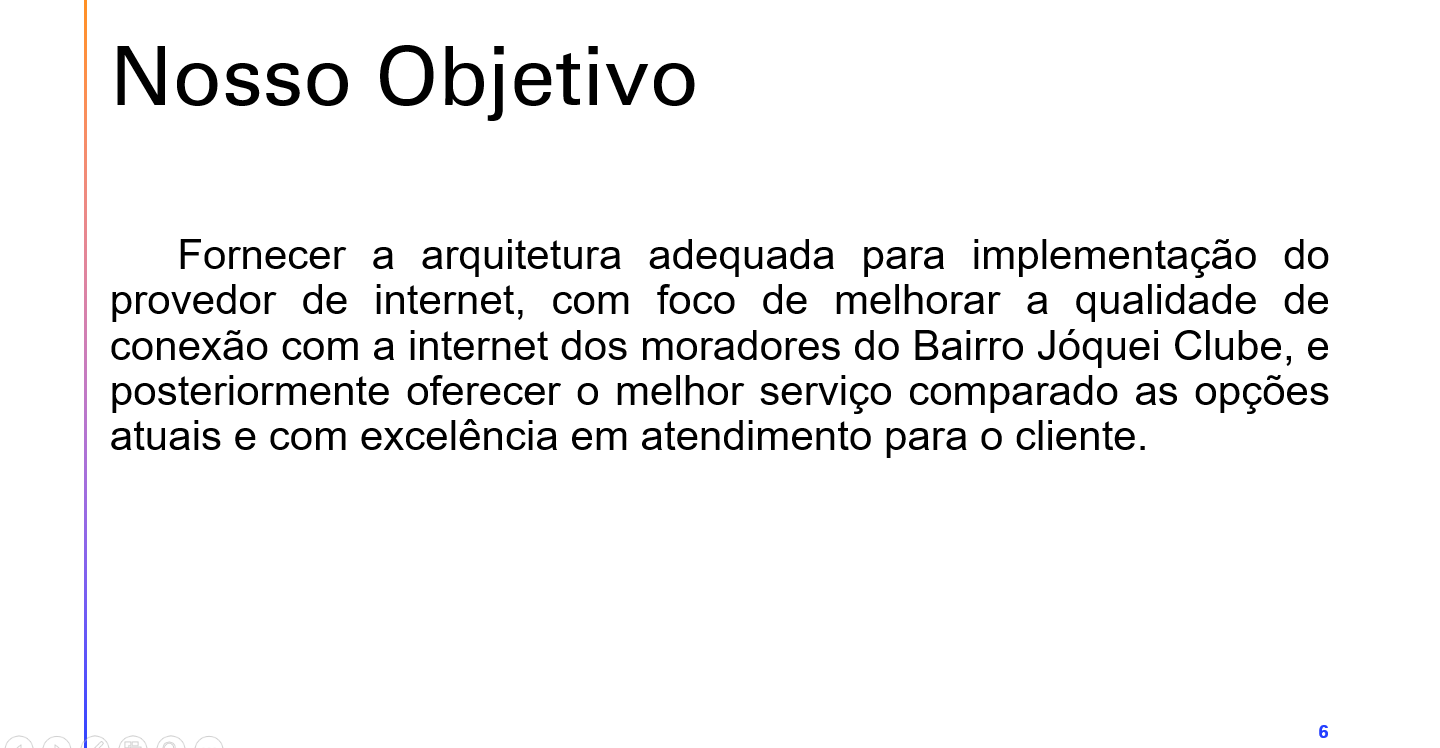 Nosso Objetivo
Fornecer a arquitetura adequada para implementação do
provedor de internet, com foco de melhorar a qualidade de
conexão com a internet dos moradores do Bairro Jóquei Clube, e
posteriormente oferecer o melhor serviço comparado as opções
atuais e com excelência em atendimento para o cliente.
6